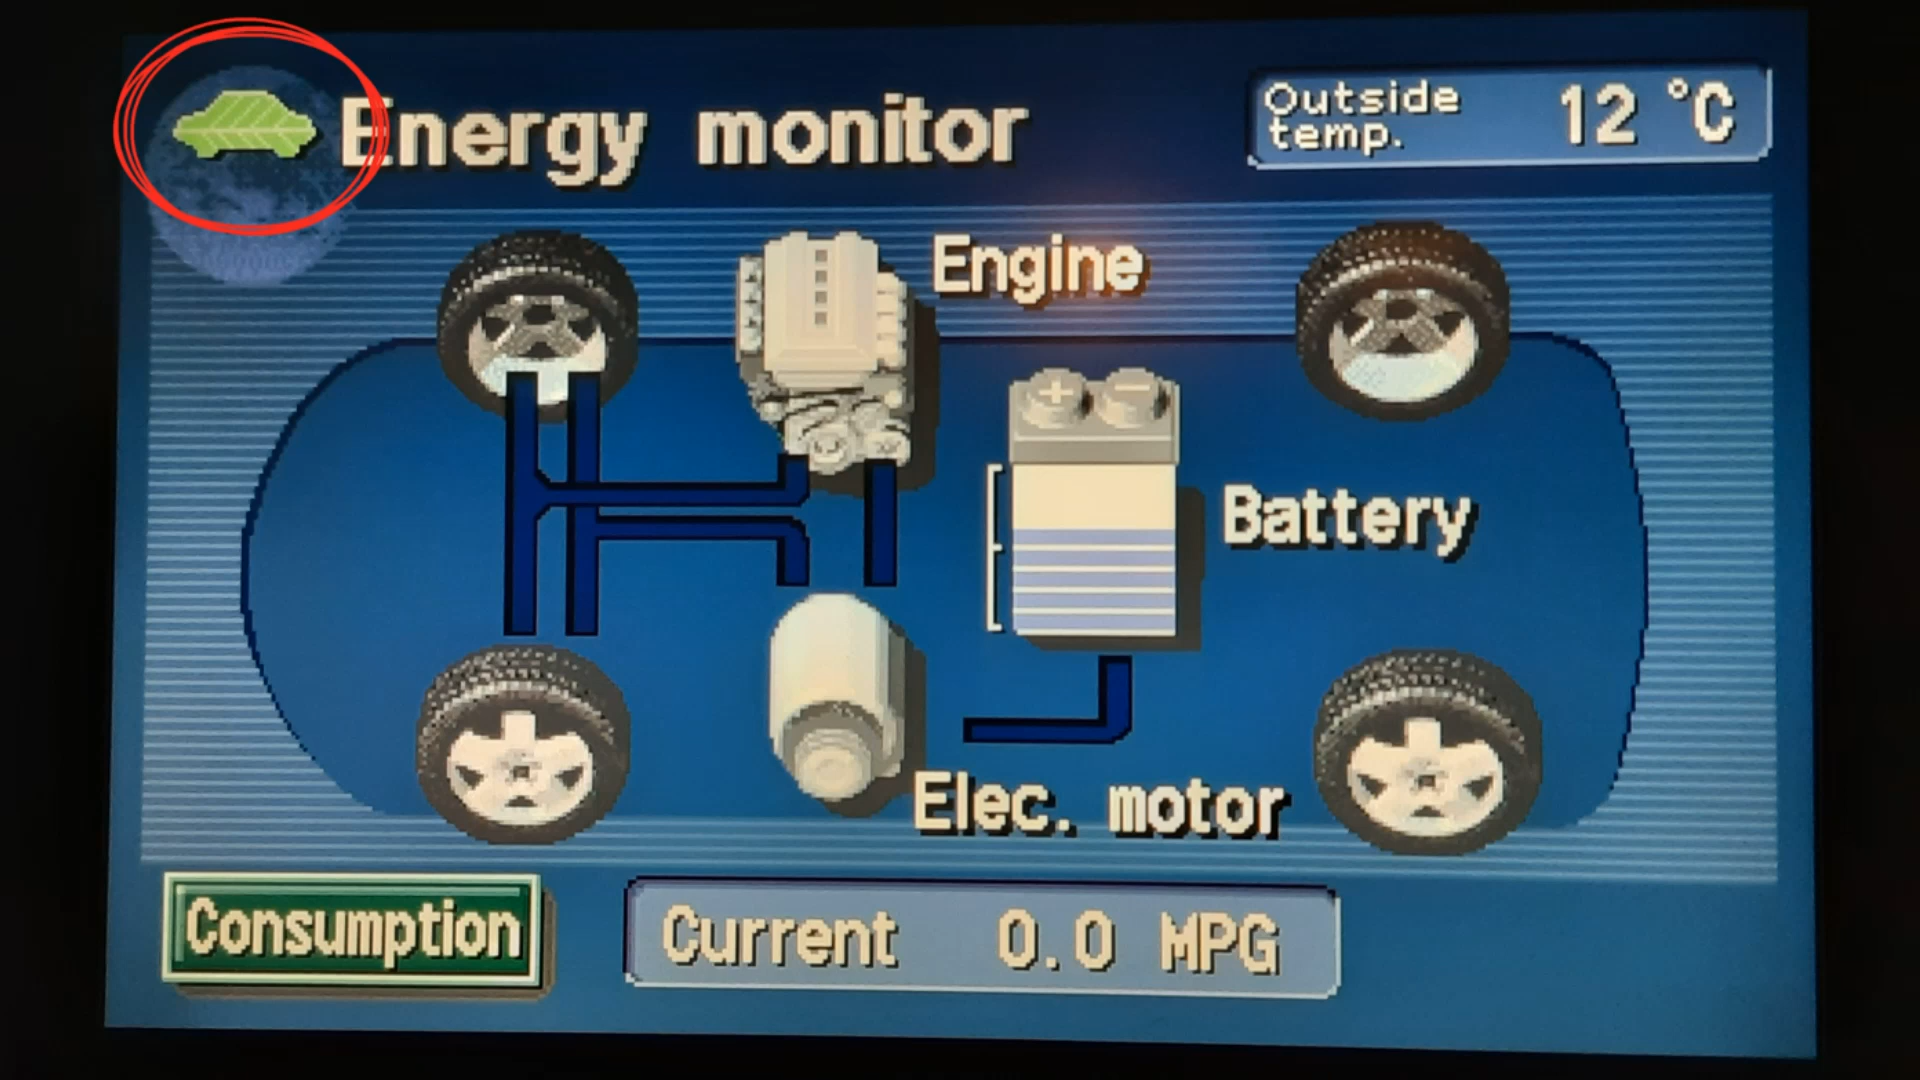 Energy monitor
Outside
temp. 12 °C
Engine
+ −
Battery
Elec. motor
Consumption
Current 0.0 MPG